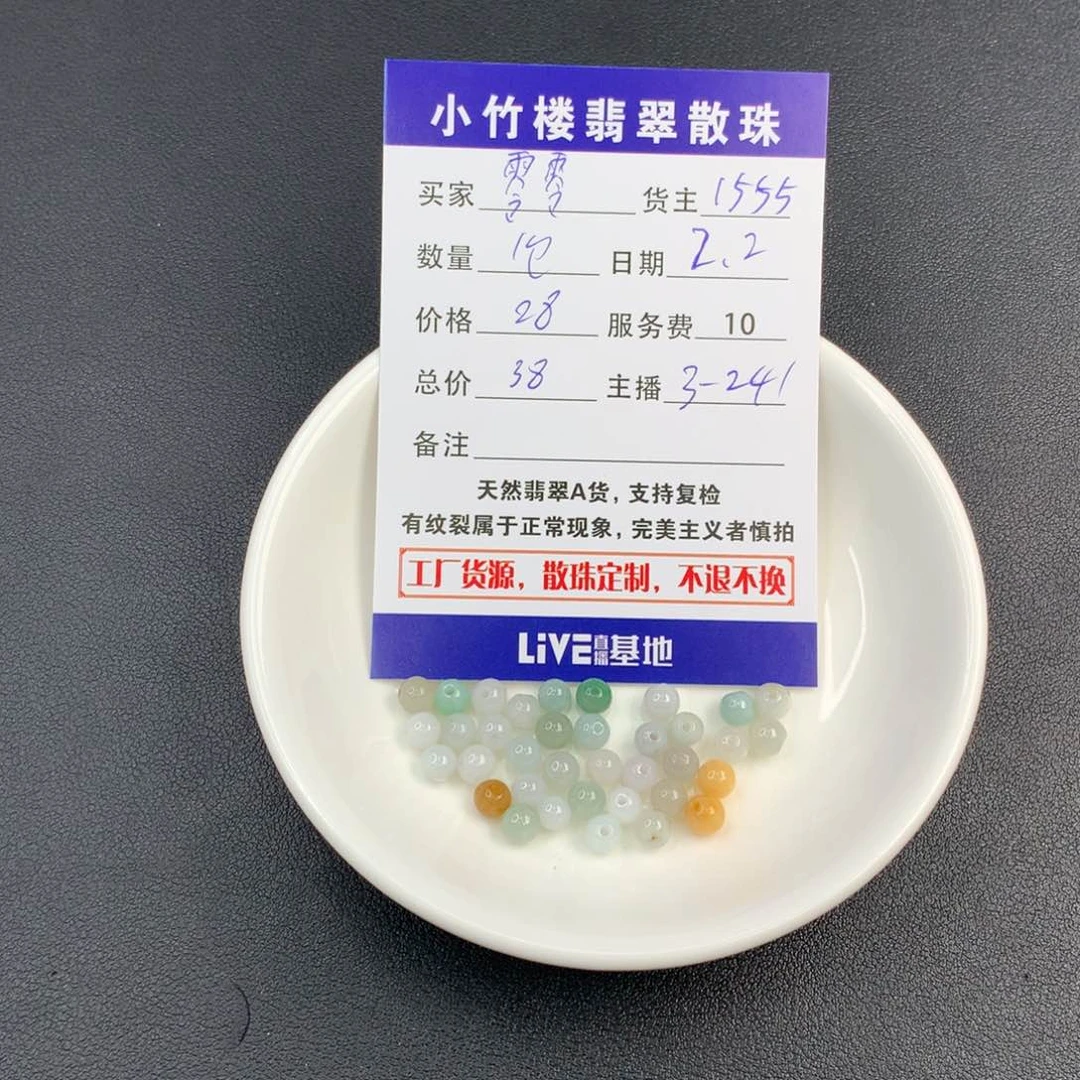 小竹楼翡翠散珠
买家 雪雪 货主 1555
数量 1包 日期 2.2
价格 28 服务费 10
总价 38 主播 3-241
备注
天然翡翠A货，支持复检
有纹裂属于正常现象，完美主义者慎拍
工厂货源，散珠定制，不退不换
LiVE直播基地